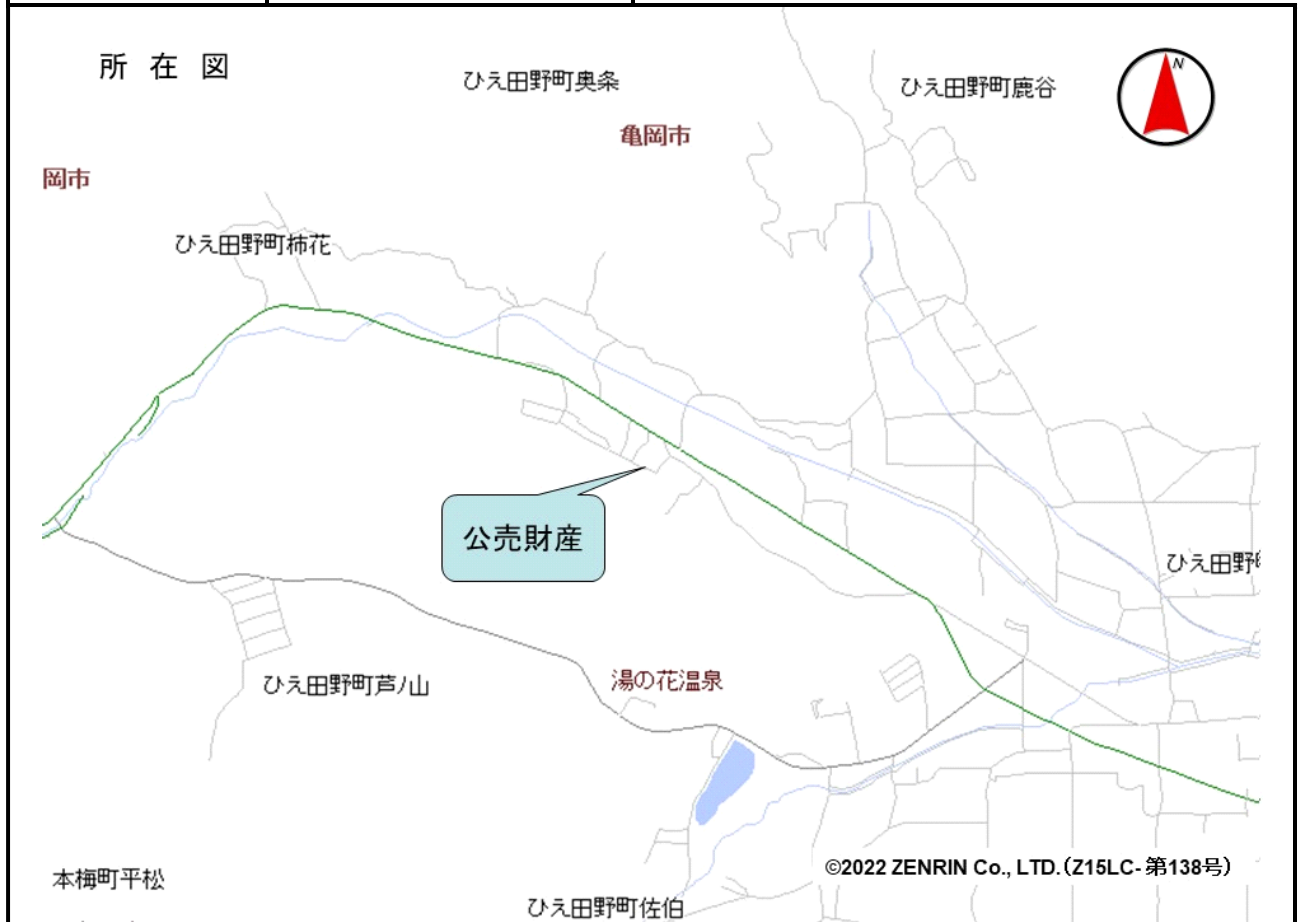 所在図
ひえ田野町奥条
ひえ田野町鹿谷
N
亀岡市
岡市
ひえ田野町柿花
公売財産
ひえ田野
ひえ田野町芦ノ山
湯の花温泉
本梅町平松
©2022 ZENRIN Co., LTD.(Z15LC-第138号)
ひえ田野町佐伯